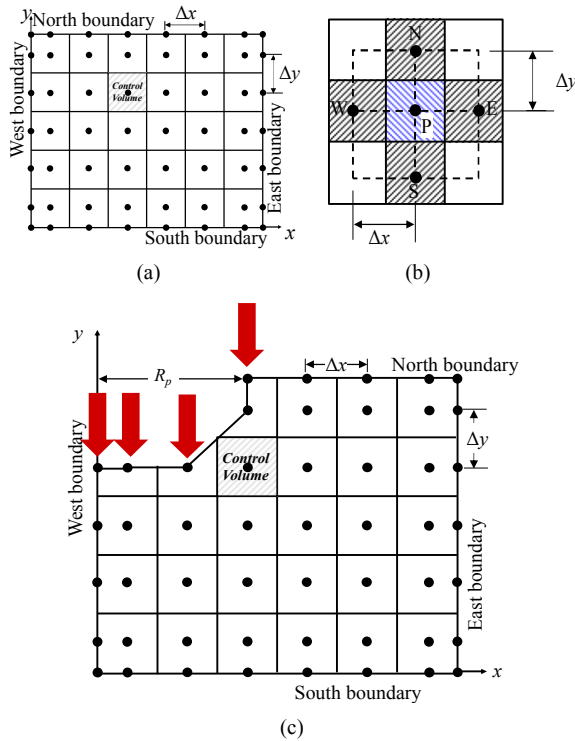 y
North boundary
Δx
West boundary
Control
Volume
Δy
East boundary
South boundary
x
(a)
N
W
P
E
S
Δy
Δx
(b)
y
R_p
Δx
North boundary
West boundary
Control
Volume
Δy
East boundary
x
South boundary
(c)